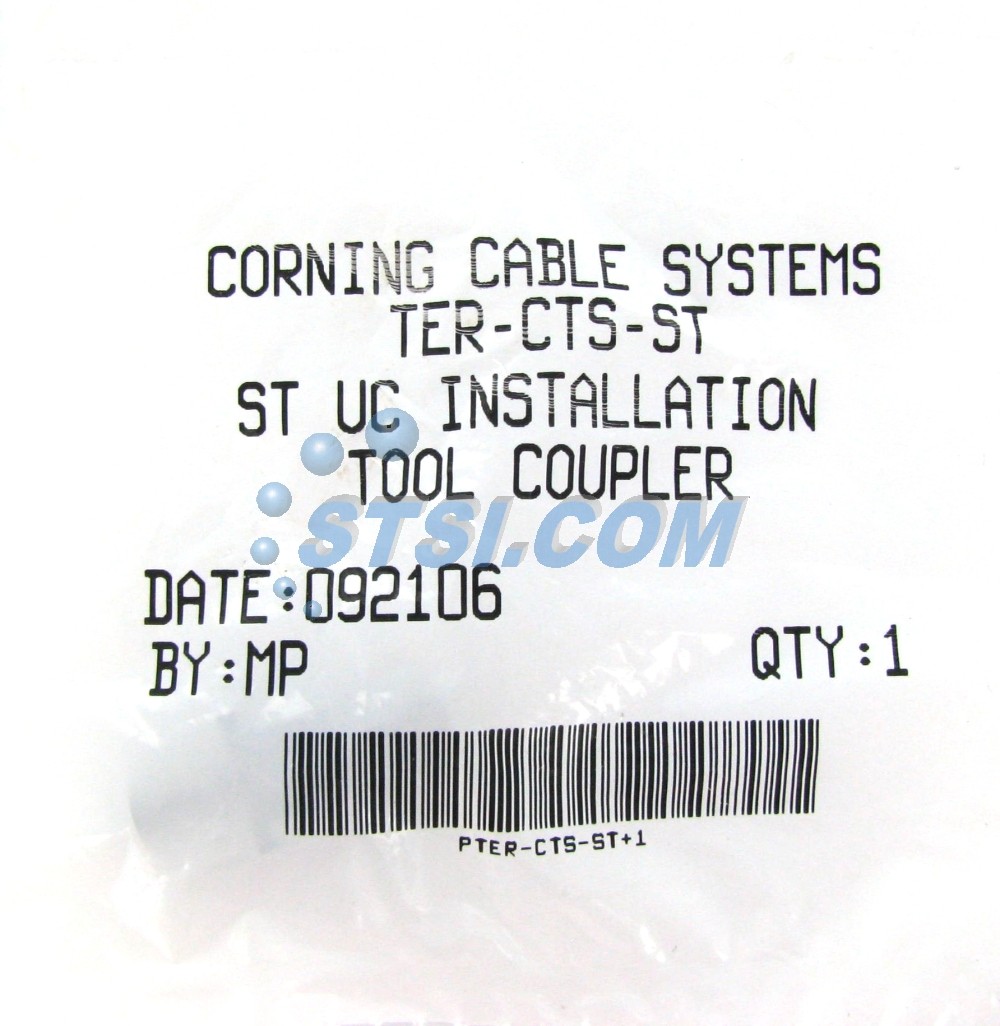 CORNING CABLE SYSTEMS
TER-CTS-ST
ST UC INSTALLATION
TOOL COUPLER
STSI.COM
DATE:092106
BY:MP
QTY:1
PTER-CTS-ST+1